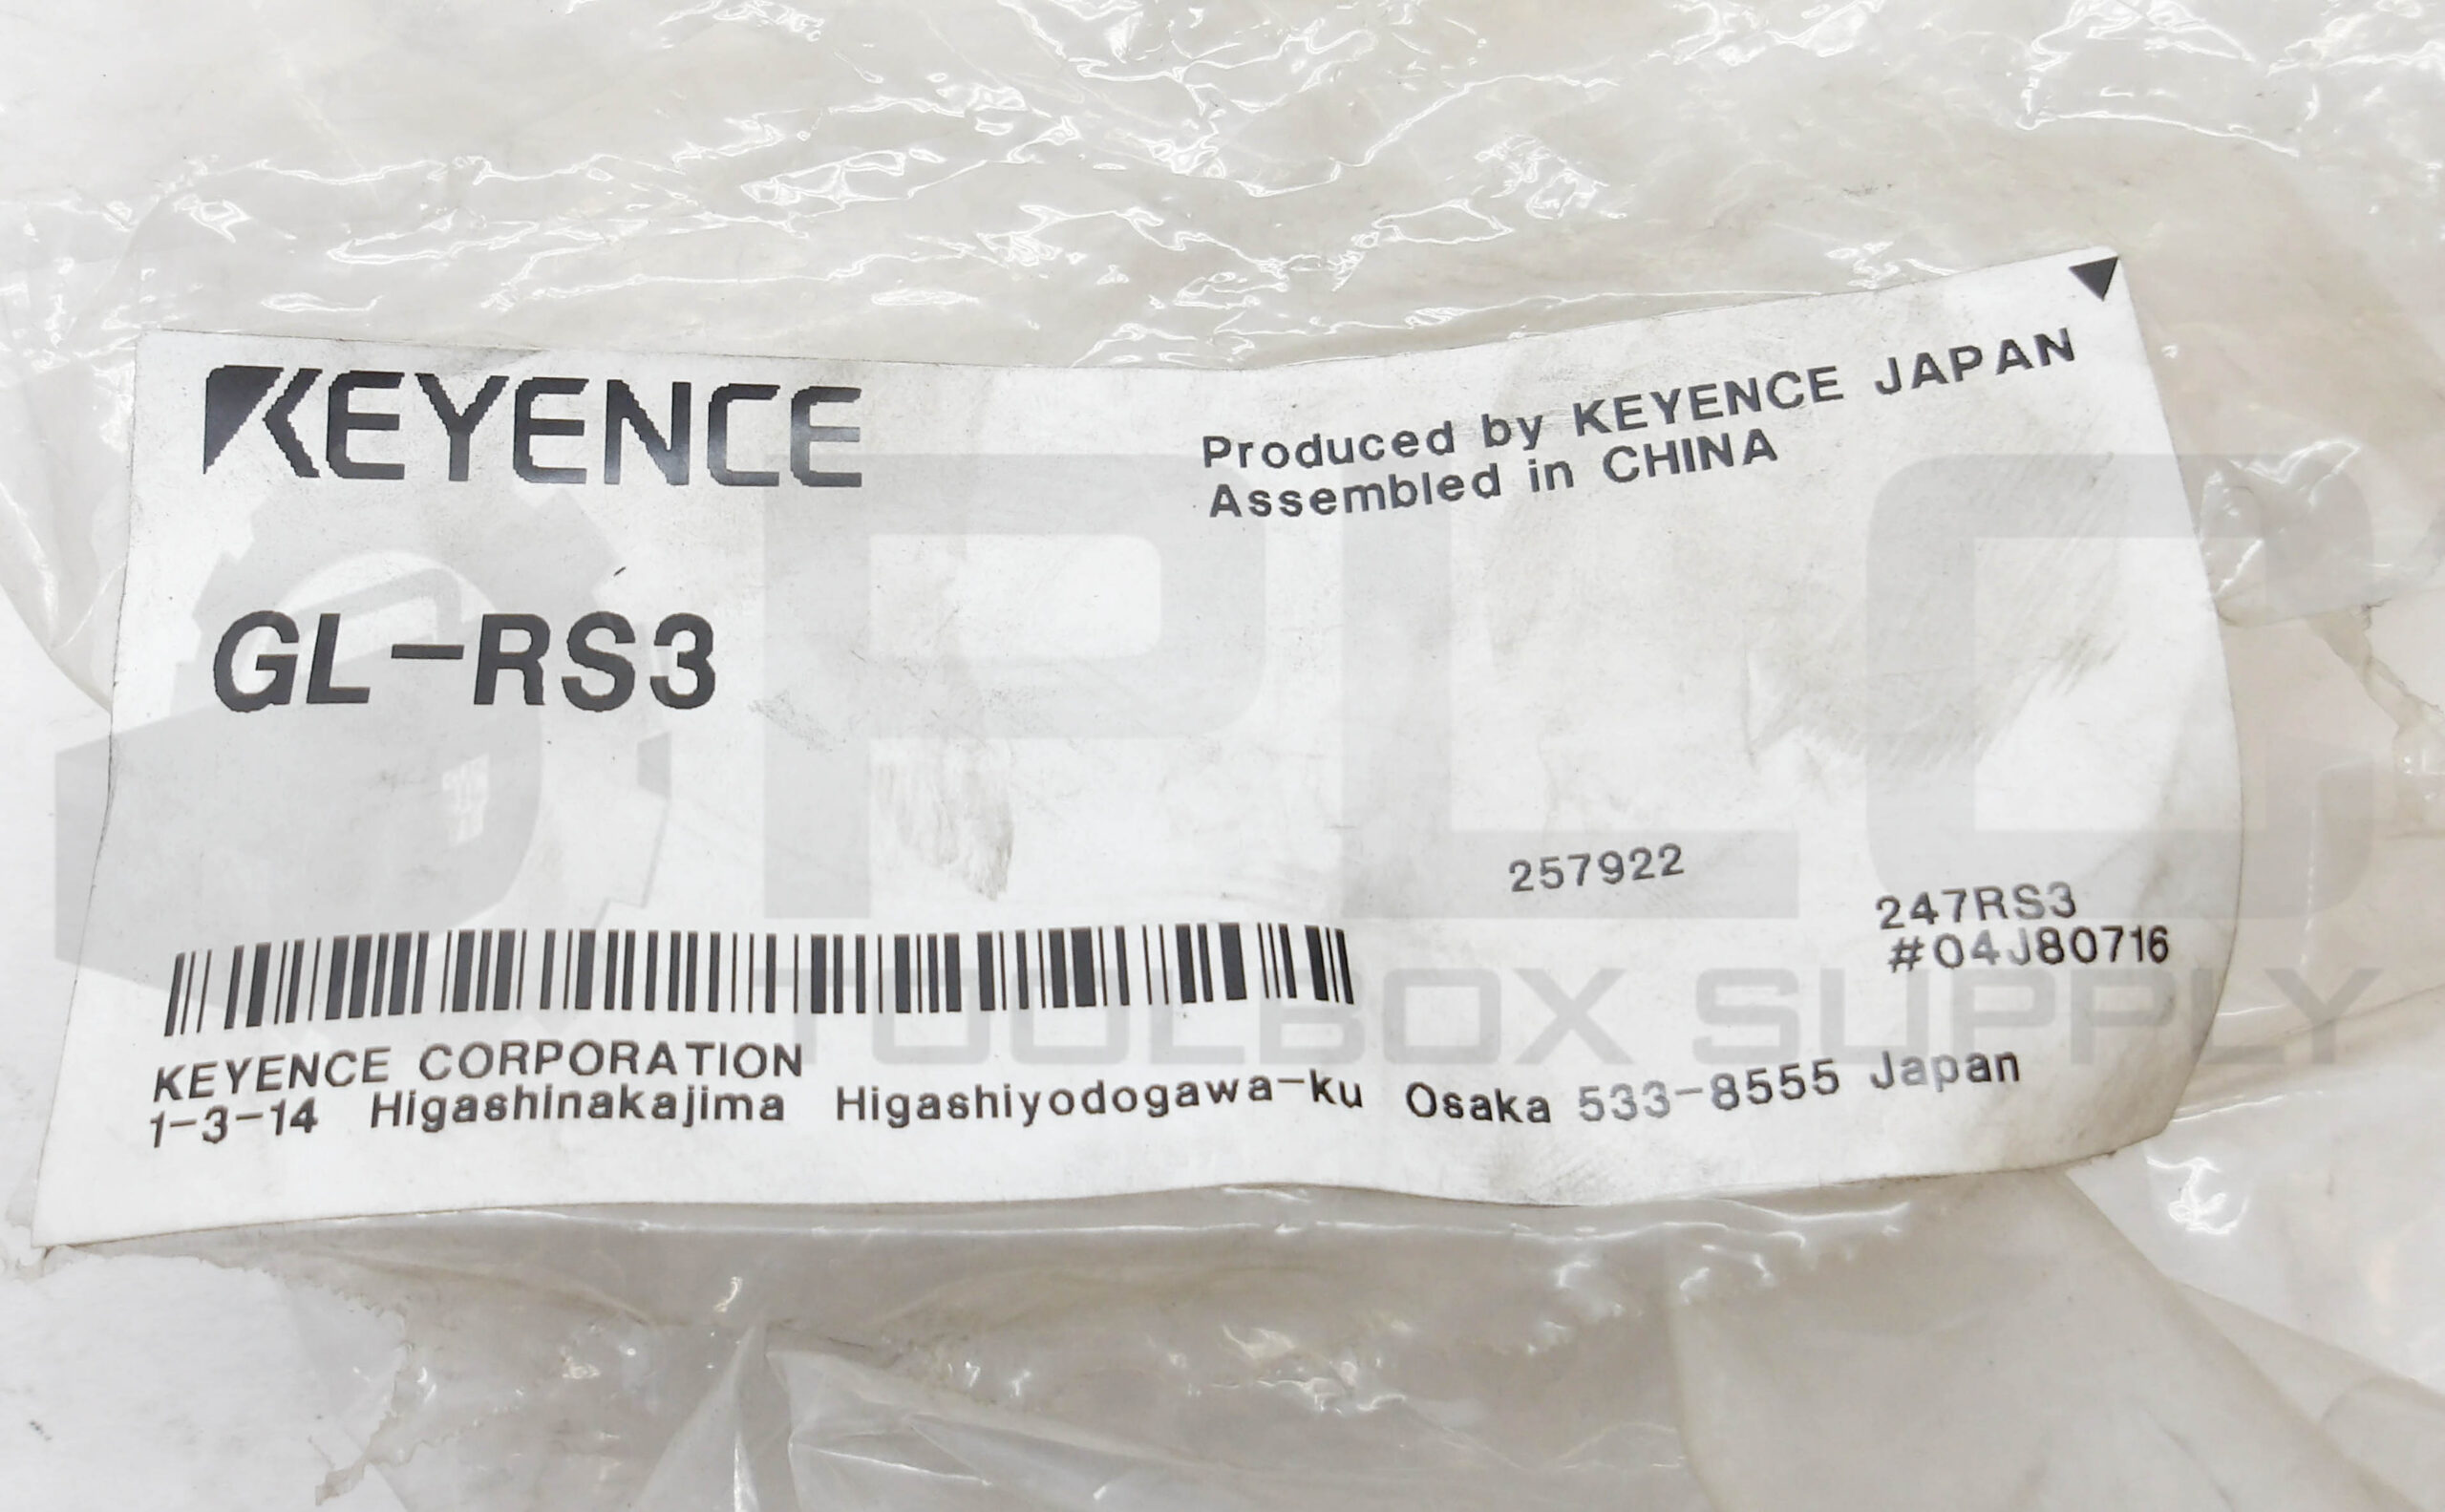 KEYENCE
Produced by KEYENCE JAPAN
Assembled in CHINA
GL-RS3
257922
247RS3
#04J80716
KEYENCE CORPORATION
1-3-14 Higashinakajima Higashiyodogawa-ku Osaka 533-8555 Japan
PLC
TOOLBOX SUPPLY